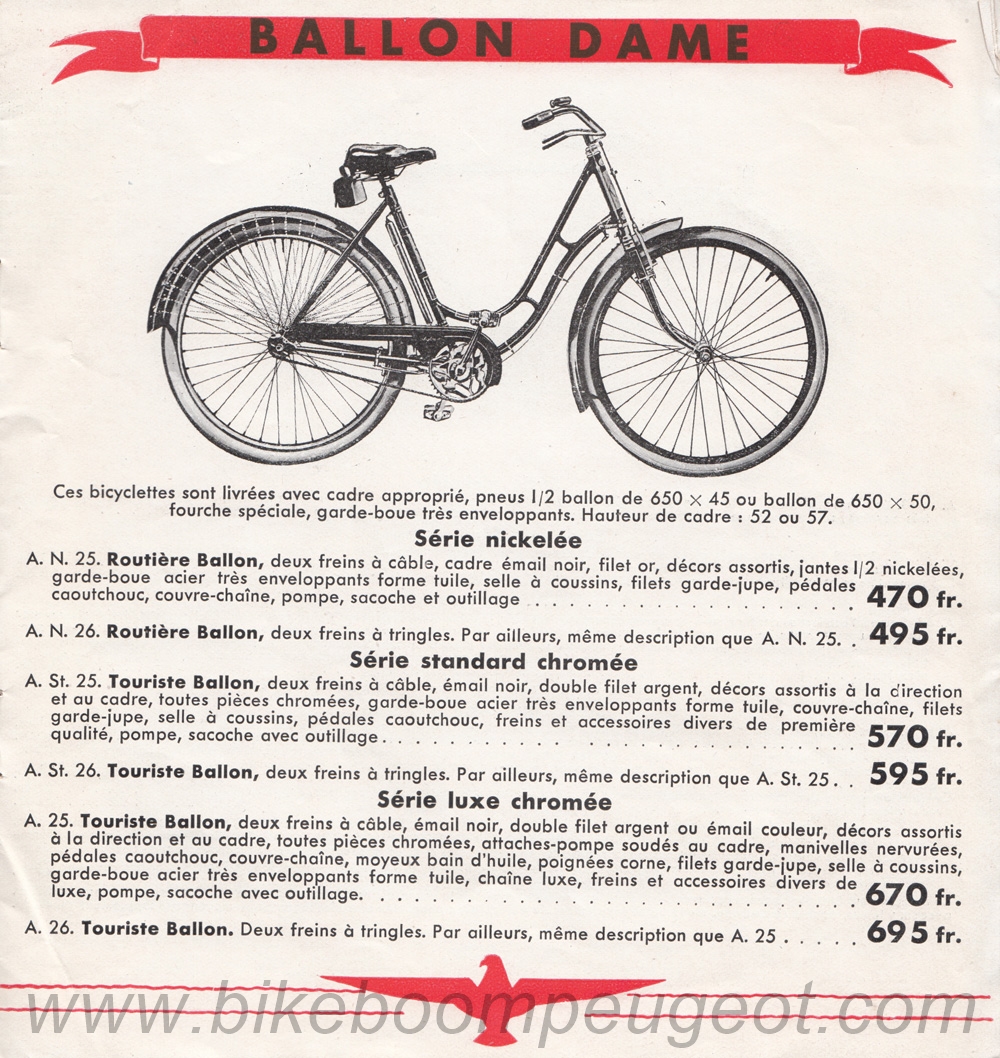 BALLON DAME
Ces bicyclettes sont livrées avec cadre approprié, pneus 1/2 ballon de 650 × 45 ou ballon de 650 × 50,
fourche spéciale, garde-boue très enveloppants. Hauteur de cadre : 52 ou 57.
Série nickelée
A. N. 25. Routière Ballon, deux freins à câble, cadre émail noir, filet or, décors assortis, jantes 1/2 nickelées,
garde-boue acier très enveloppants forme tuile, selle à coussins, filets garde-jupe, pédales
caoutchouc, couvre-chaîne, pompe, sacoche et outillage . . . . . . . . . . . . . . . . . . . . 470 fr.
A. N. 26. Routière Ballon, deux freins à tringles. Par ailleurs, même description que A. N. 25. . 495 fr.
Série standard chromée
A. St. 25. Touriste Ballon, deux freins à câble, émail noir, double filet argent, décors assortis à la direction
et au cadre, toutes pièces chromées, garde-boue acier très enveloppants forme tuile, couvre-chaîne, filets
garde-jupe, selle à coussins, pédales caoutchouc, freins et accessoires divers de première
qualité, pompe, sacoche avec outillage. . . . . . . . . . . . . . . . . . . . . . . . . . 570 fr.
A. St. 26. Touriste Ballon, deux freins à tringles. Par ailleurs, même description que A. St. 25. . 595 fr.
Série luxe chromée
A. 25. Touriste Ballon, deux freins à câble, émail noir, double filet argent ou émail couleur, décors assortis
à la direction et au cadre, toutes pièces chromées, attaches-pompe soudés au cadre, manivelles nervurées,
pédales caoutchouc, couvre-chaîne, moyeux bain d'huile, poignées corne, filets garde-jupe, selle à coussins,
garde-boue acier très enveloppants forme tuile, chaîne luxe, freins et accessoires divers de
luxe, pompe, sacoche avec outillage. . . . . . . . . . . . . . . . . . . . . . . . . . . . 670 fr.
A. 26. Touriste Ballon. Deux freins à tringles. Par ailleurs, même description que A. 25 . . . . . 695 fr.
www.bikeboompeugeot.com